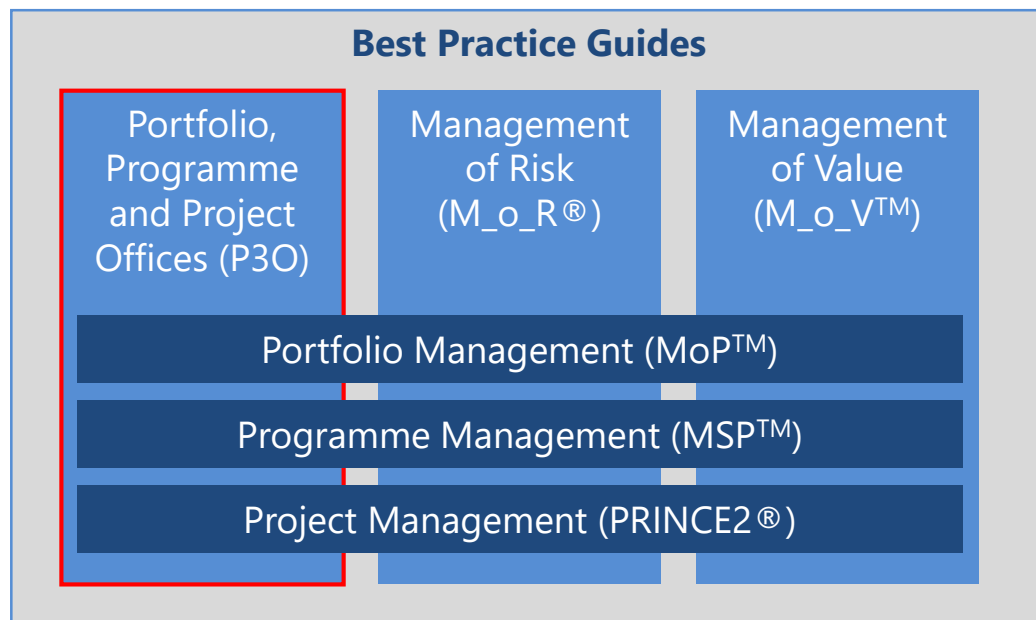 Best Practice Guides
Portfolio,
Programme
and Project
Offices (P3O)
Management
of Risk
(M_o_R®)
Management
of Value
(M_o_V™)
Portfolio Management (MoP™)
Programme Management (MSP™)
Project Management (PRINCE2®)